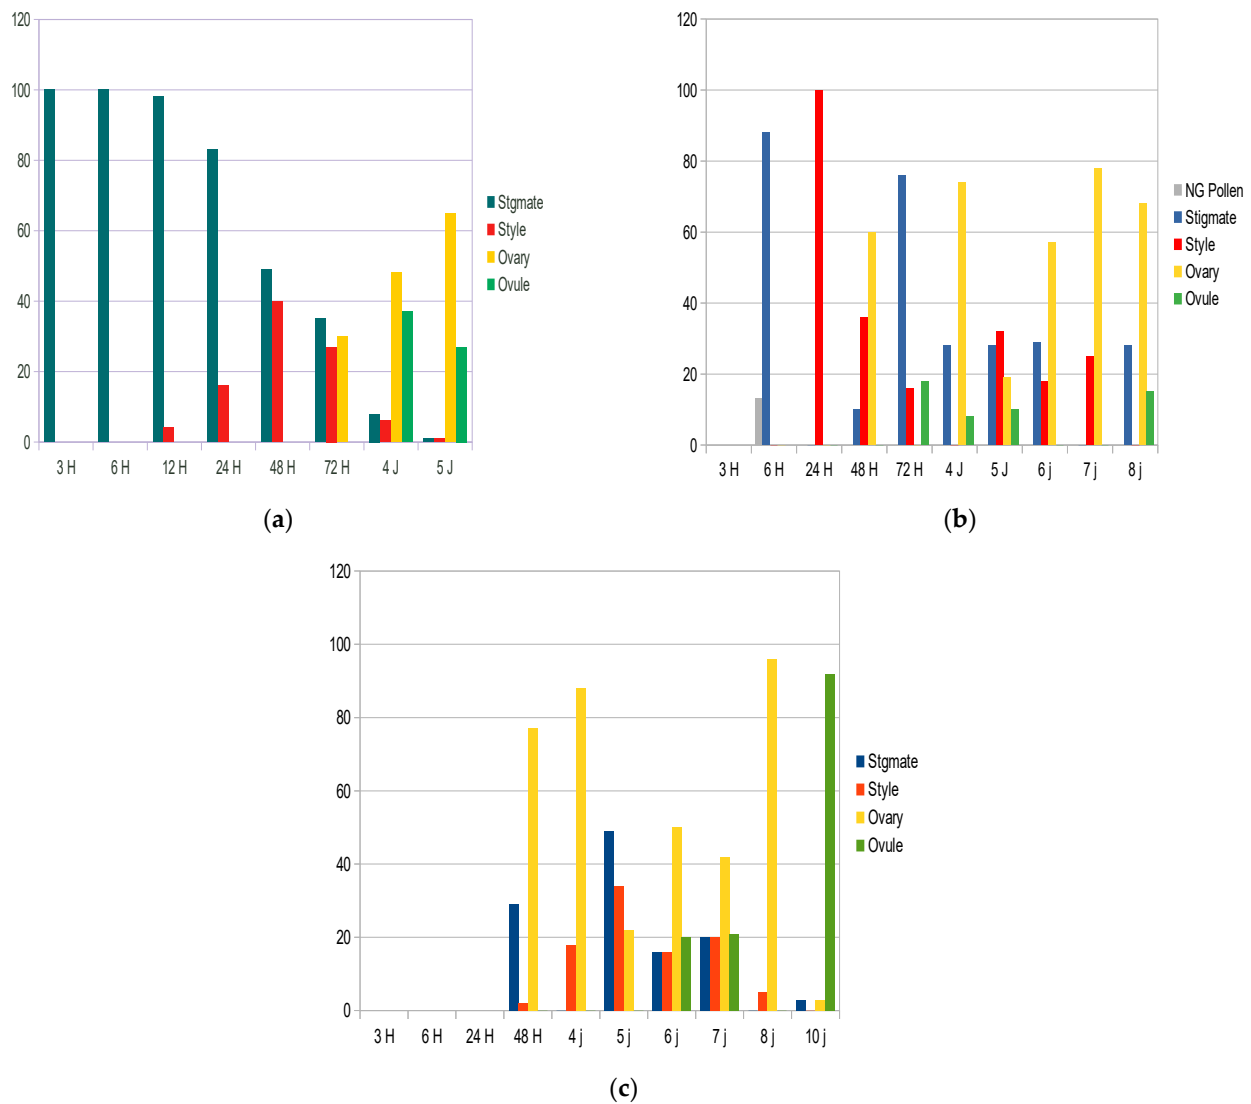 120
100
80
60
40
20
0
3 H 6 H 12 H 24 H 48 H 72 H 4 J 5 J
Stgmate
Style
Ovary
Ovule
(a)
120
100
80
60
40
20
0
3 H 6 H 24 H 48 H 72 H 4 J 5 J 6 j 7 j 8 j
NG Pollen
Stigmate
Style
Ovary
Ovule
(b)
120
100
80
60
40
20
0
3 H 6 H 24 H 48 H 4 j 5 j 6 j 7 j 8 j 10 j
Stgmate
Style
Ovary
Ovule
(c)